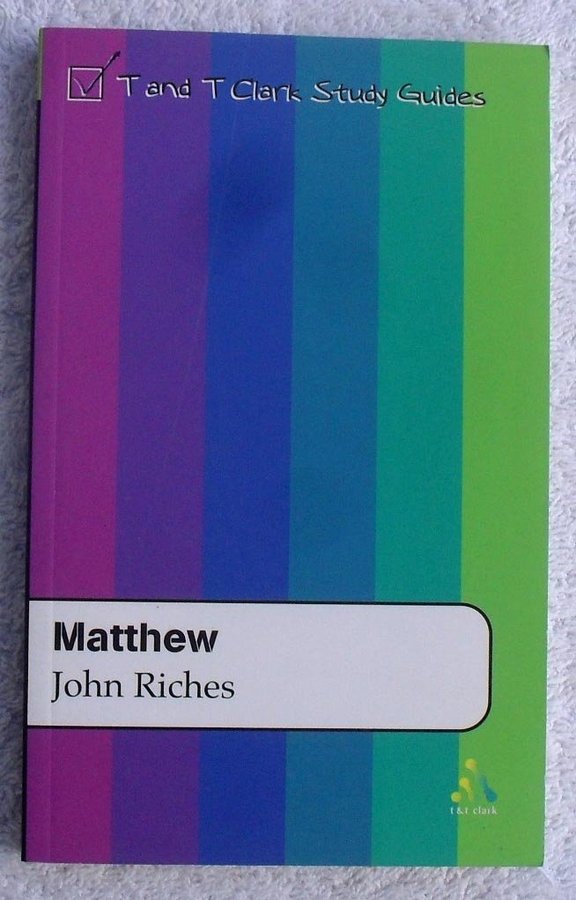 T and T Clark Study Guides
Matthew
John Riches
t&t clark